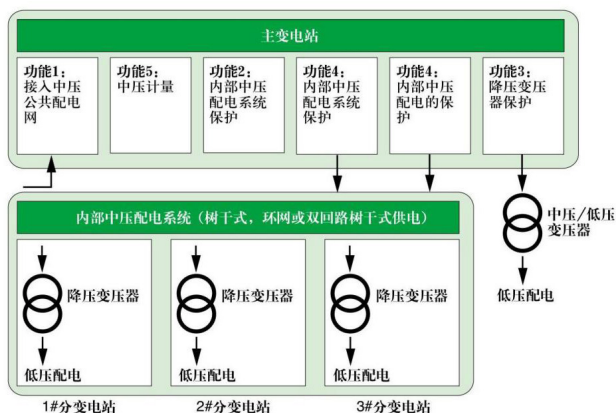 主变电站
功能1：
接入中压
公共配电
网
功能5：
中压计量
功能2：
内部中压
配电系统
保护
功能4：
内部中压
配电系统
保护
功能4：
内部中压
配电的保
护
功能3：
降压变压
器保护
内部中压配电系统（树干式，环网或双回路树干式供电）
中压/低压
变压器
低压配电
降压变压器
低压配电
降压变压器
低压配电
降压变压器
低压配电
1#分变电站
2#分变电站
3#分变电站